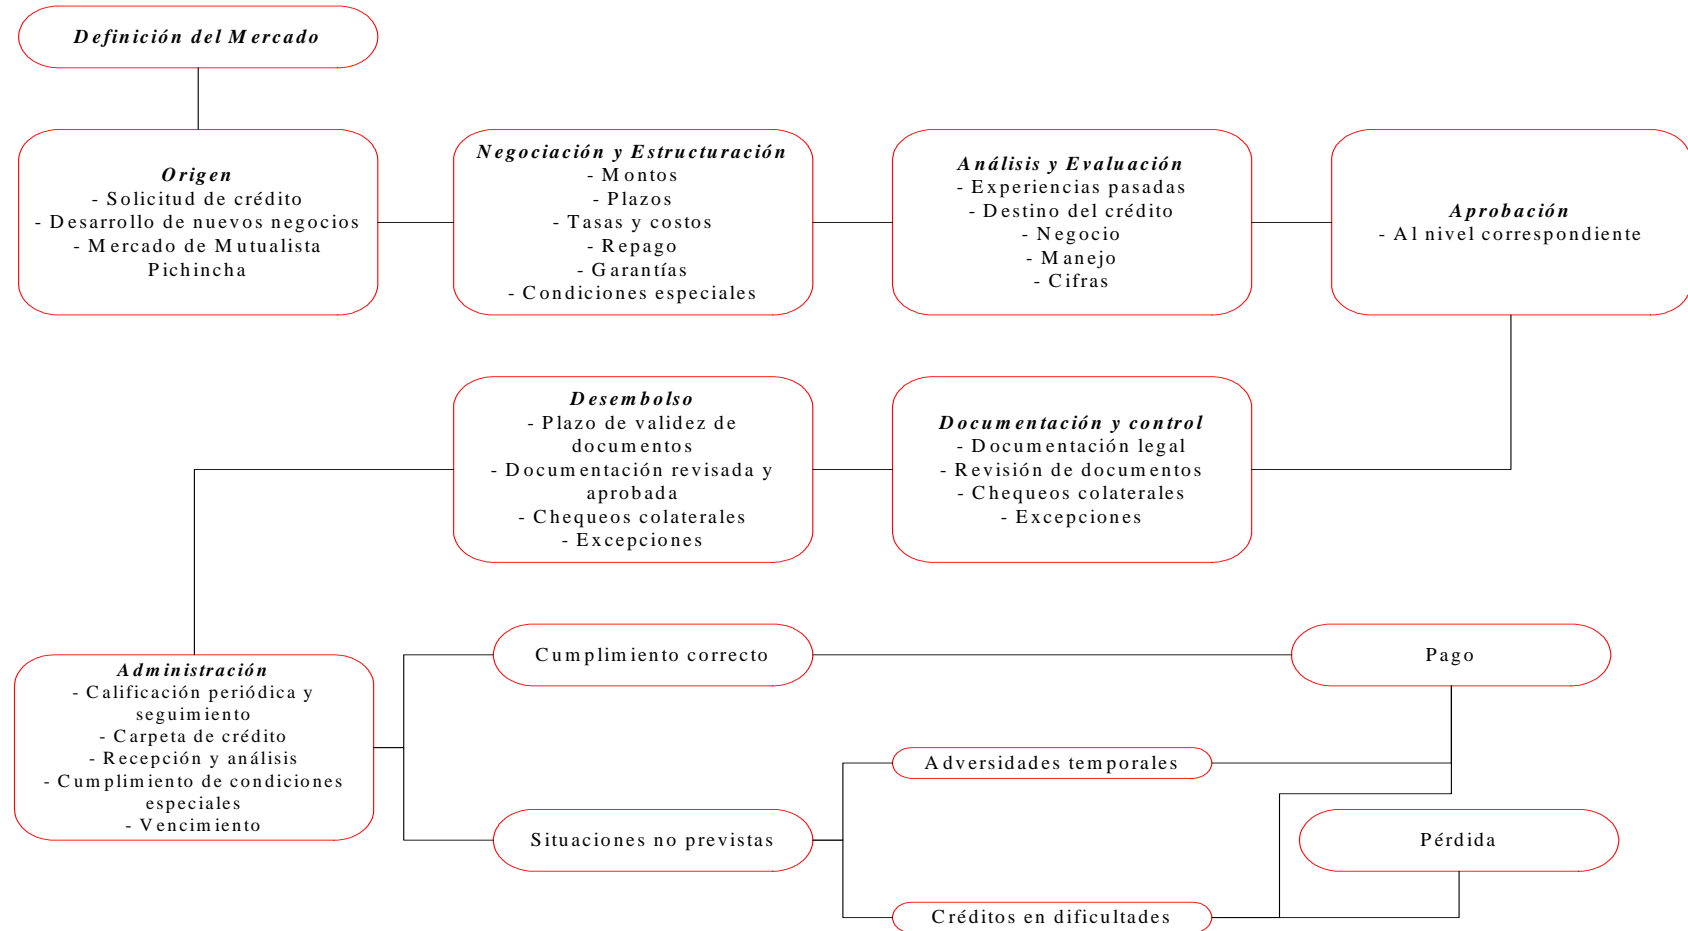 Definición del Mercado
Origen
- Solicitud de crédito
- Desarrollo de nuevos negocios
- Mercado de Mutualista
Pichincha
Negociación y Estructuración
- Montos
- Plazos
- Tasas y costos
- Repago
- Garantías
- Condiciones especiales
Análisis y Evaluación
- Experiencias pasadas
- Destino del crédito
- Negocio
- Manejo
- Cifras
Aprobación
- Al nivel correspondiente
Desembolso
- Plazo de validez de
documentos
- Documentación revisada y
aprobada
- Chequeos colaterales
- Excepciones
Documentación y control
- Documentación legal
- Revisión de documentos
- Chequeos colaterales
- Excepciones
Administración
- Calificación periódica y
seguimiento
- Carpeta de crédito
- Recepción y análisis
- Cumplimiento de condiciones
especiales
- Vencimiento
Cumplimiento correcto
Pago
Adversidades temporales
Situaciones no previstas
Pérdida
Créditos en dificultades